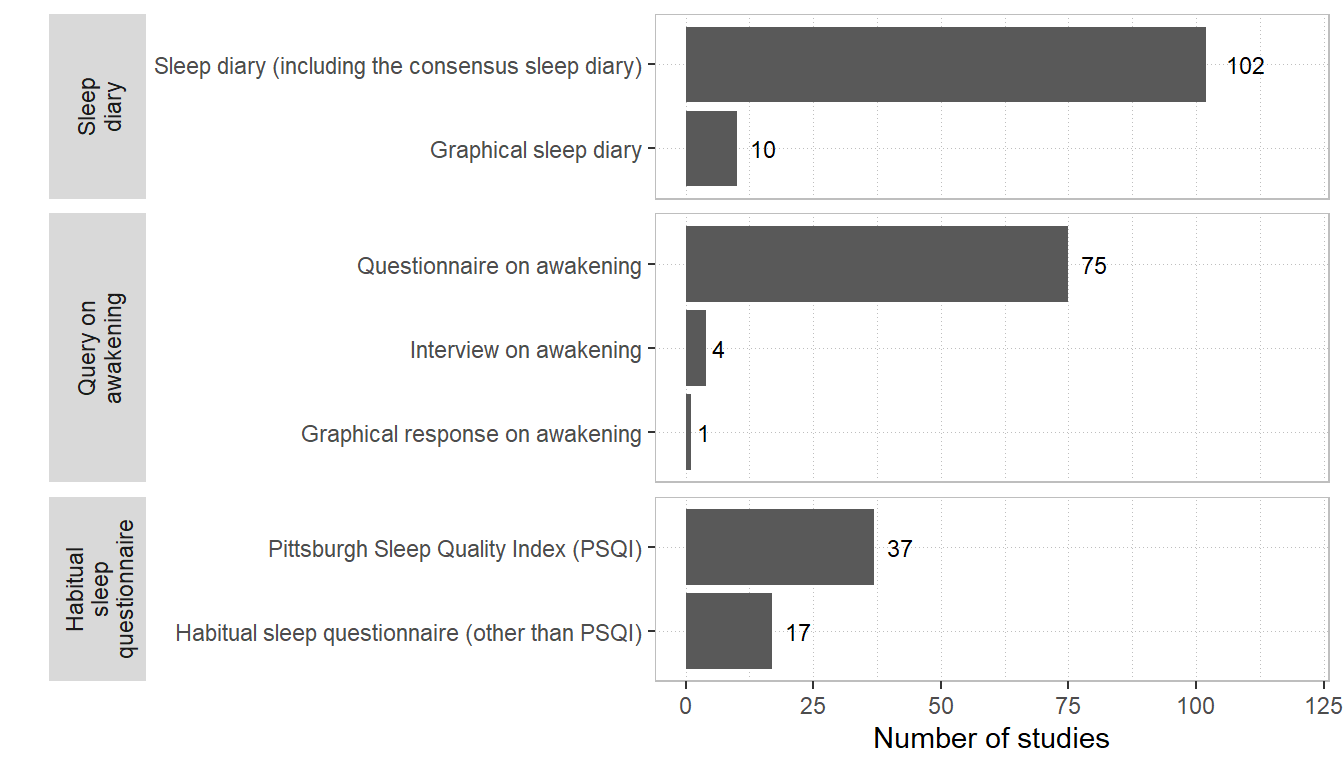 Sleep
diary
Sleep diary (including the consensus sleep diary)
102
Graphical sleep diary
10
Query on
awakening
Questionnaire on awakening
75
Interview on awakening
4
Graphical response on awakening
1
Habitual
sleep
questionnaire
Pittsburgh Sleep Quality Index (PSQI)
37
Habitual sleep questionnaire (other than PSQI)
17
0 25 50 75 100 125
Number of studies